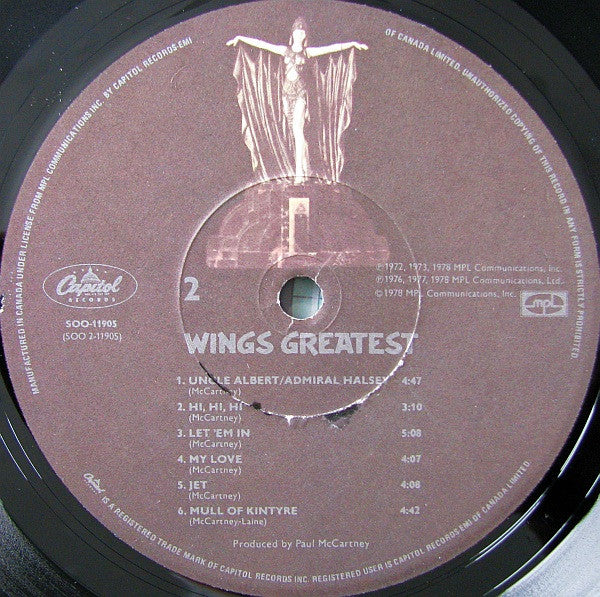 MANUFACTURED IN CANADA UNDER LICENSE FROM MPL COMMUNICATIONS INC. BY CAPITOL RECORDS-EMI
OF CANADA LIMITED. UNAUTHORIZED COPYING OF THIS RECORD IN ANY FORM IS STRICTLY PROHIBITED
Capitol
RECORDS
SOO-11905
(SOO 2-11905)
2
℗ 1972, 1973, 1978 MPL Communications, Inc.
℗1976, 1977, 1978 MPL Communications, Ltd.
©1978 MPL Communications, Inc.
mpl
WINGS GREATEST
1. UNCLE ALBERT/ADMIRAL HALSEY 4:47
(McCartney)
2. HI, HI, HI 3:10
(McCartney)
3. LET 'EM IN 5:08
(McCartney)
4. MY LOVE 4:07
(McCartney)
5. JET 4:08
(McCartney)
6. MULL OF KINTYRE 4:42
(McCartney-Laine)
Produced by Paul McCartney
Capitol IS A REGISTERED TRADE MARK OF CAPITOL RECORDS INC. REGISTERED USER IS CAPITOL RECORDS-EMI OF CANADA LIMITED.